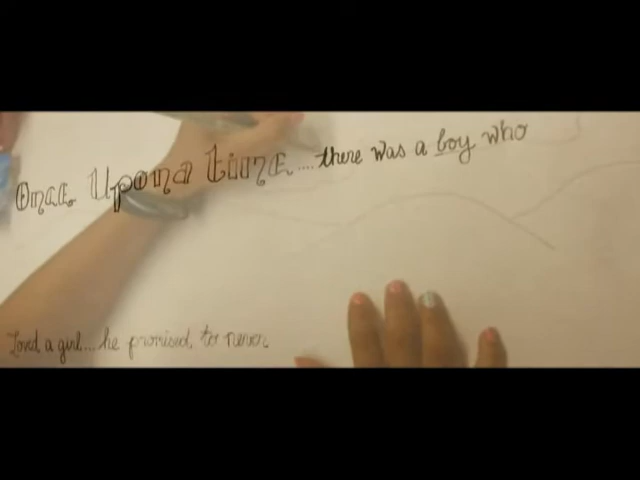 Once Upon a time....there was a boy who
Loved a girl...he promised to never